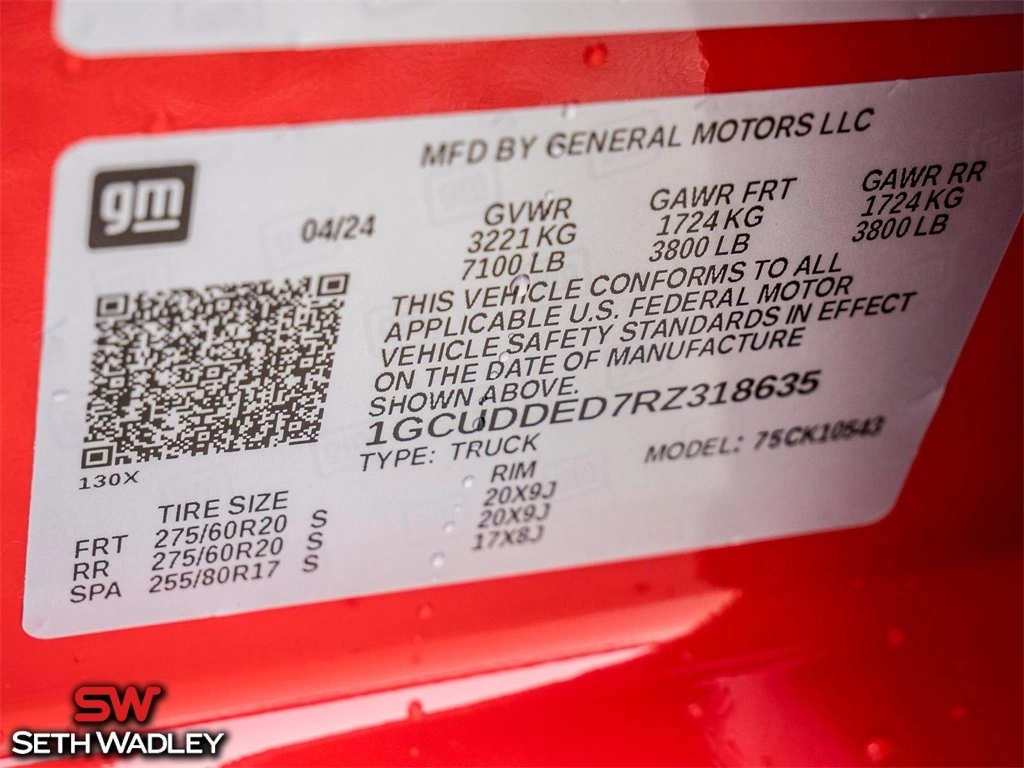 MFD BY GENERAL MOTORS LLC
gm
04/24
GVWR
3221 KG
7100 LB
GAWR FRT
1724 KG
3800 LB
GAWR RR
1724 KG
3800 LB
THIS VEHICLE CONFORMS TO ALL
APPLICABLE U.S. FEDERAL MOTOR
VEHICLE SAFETY STANDARDS IN EFFECT
ON THE DATE OF MANUFACTURE
SHOWN ABOVE.
1GCUDDED7RZ318635
TYPE: TRUCK MODEL: 75CK10543
130X
TIRE SIZE RIM
FRT 275/60R20 S 20X9J
RR 275/60R20 S 20X9J
SPA 255/80R17 S 17X8J
SW
SETH WADLEY